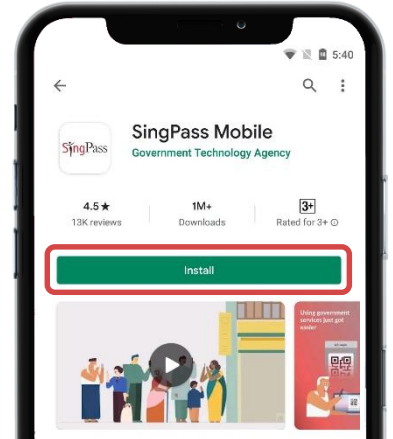 5:40
SingPass Mobile
SingPass
Government Technology Agency
4.5★
1M+
3+
13K reviews
Downloads
Rated for 3+
Install
Using government
services just got
easier